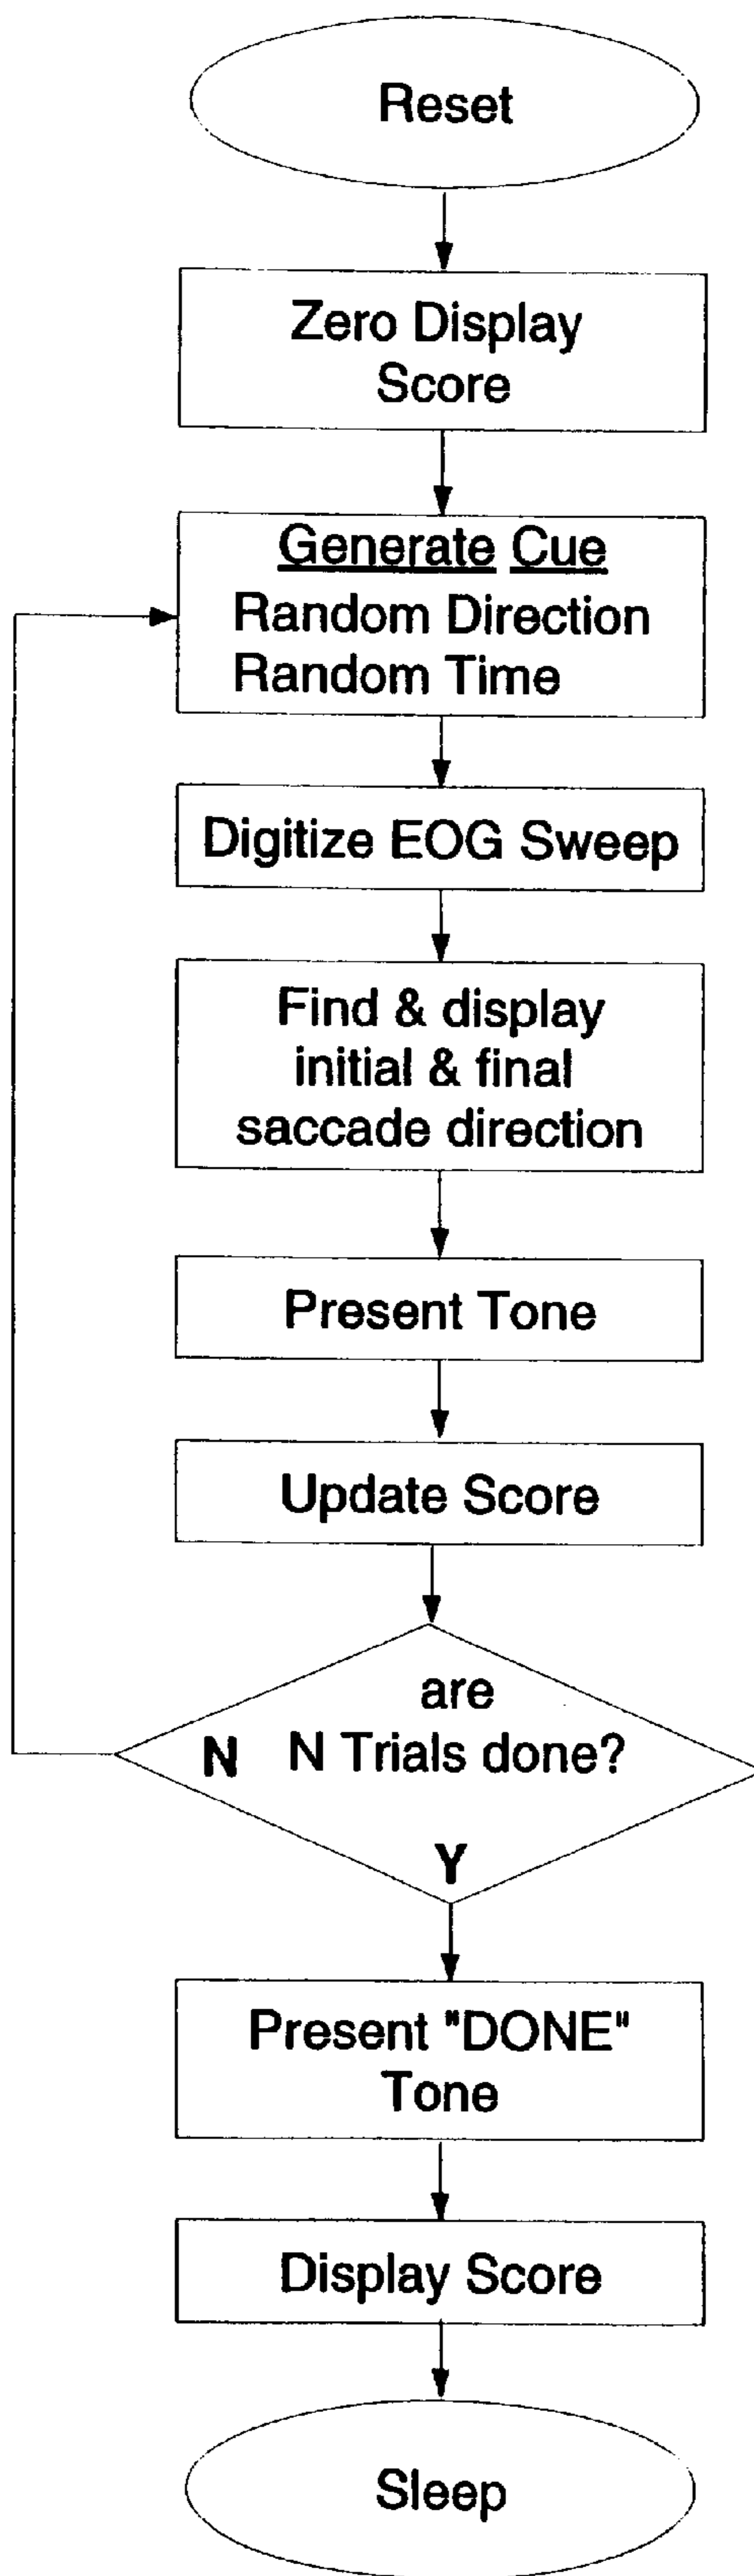 Reset
Zero Display
Score
Generate Cue
Random Direction
Random Time
Digitize EOG Sweep
Find & display
initial & final
saccade direction
Present Tone
Update Score
are
N N Trials done?
Y
Present "DONE"
Tone
Display Score
Sleep